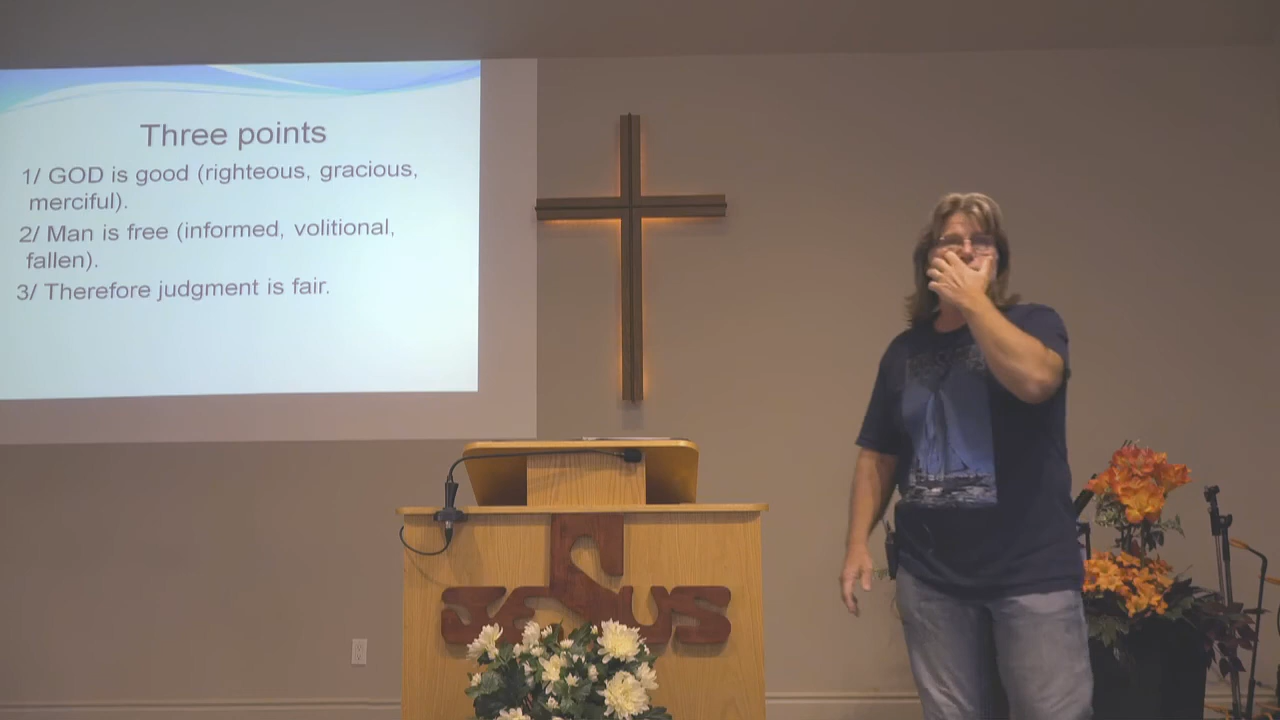 Three points
1/ GOD is good (righteous, gracious,
merciful).
2/ Man is free (informed, volitional,
fallen).
3/ Therefore judgment is fair.
JESUS